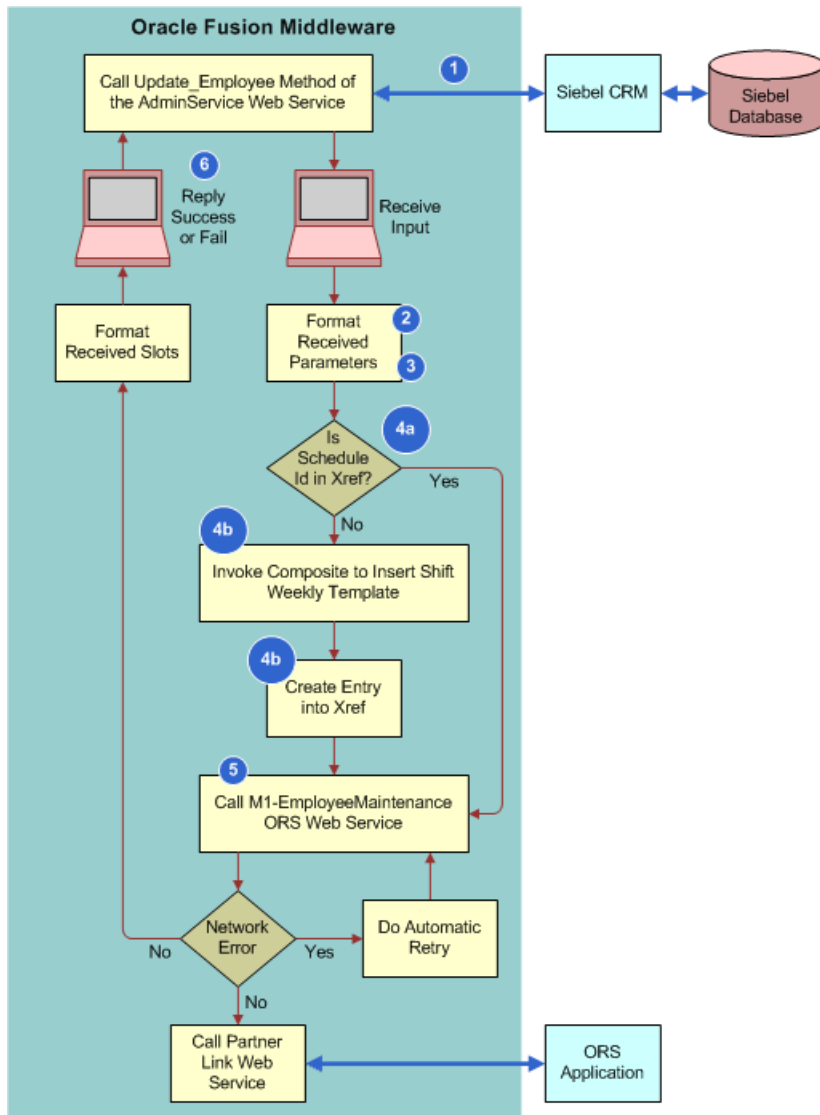 Oracle Fusion Middleware
Call Update_Employee Method of
the AdminService Web Service
1
Siebel CRM
Siebel
Database
6
Reply
Success
or Fail
Receive
Input
Format
Received Slots
Format
Received
Parameters
2
3
Is
Schedule
Id in Xref?
4a
Yes
No
4b
Invoke Composite to Insert Shift
Weekly Template
4b
Create Entry
into Xref
5
Call M1-EmployeeMaintenance
ORS Web Service
Network
Error
No
Yes
Do Automatic
Retry
No
Call Partner
Link Web
Service
ORS
Application